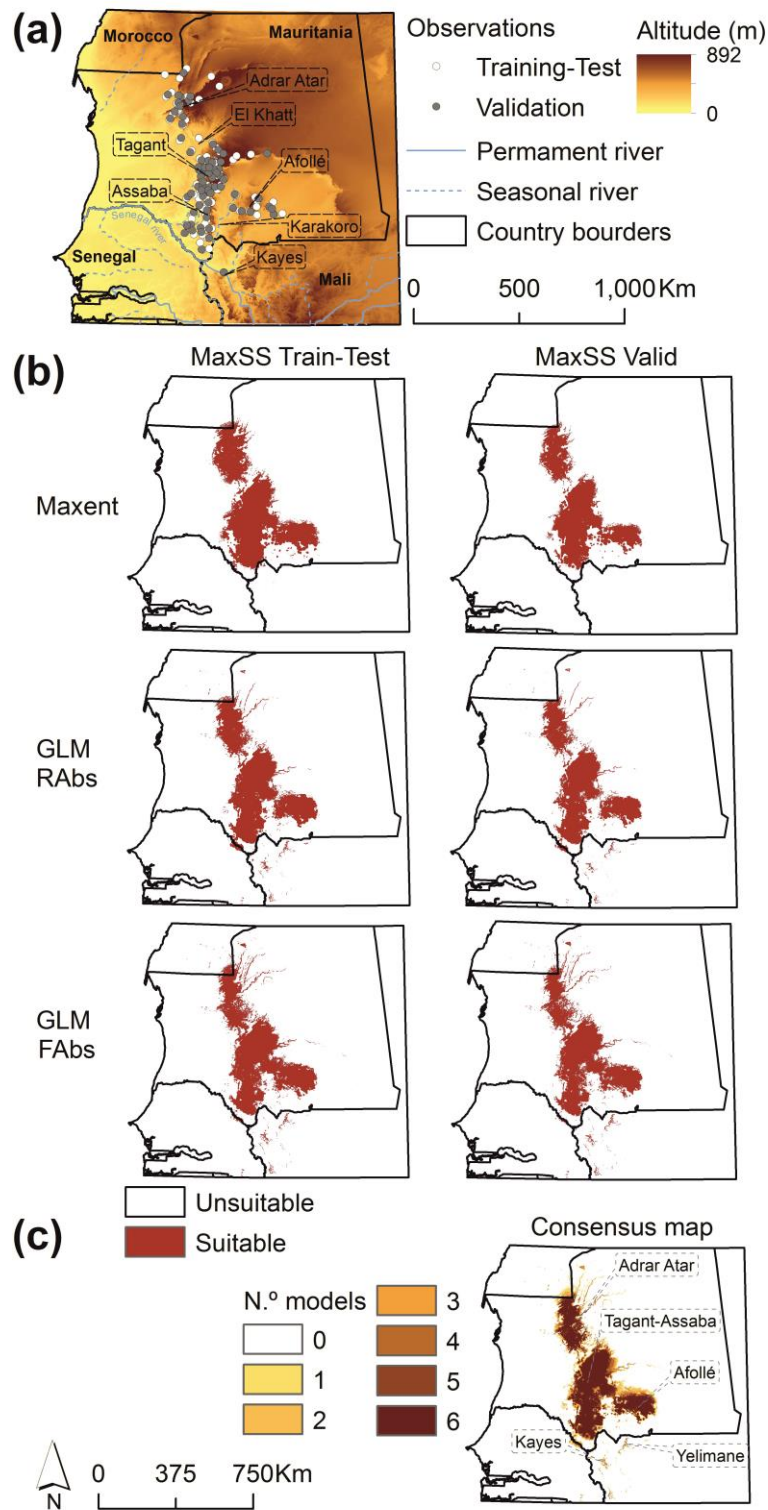 (a)
Morocco
Mauritania
Adrar Atar
El Khatt
Tagant
Afollé
Assaba
Karakoro
Senegal river
Senegal
Kayes
Mali
Observations
Training-Test
Validation
Altitude (m)
892
0
Permament river
Seasonal river
Country bourders
0 500 1,000Km
(b)
MaxSS Train-Test MaxSS Valid
Maxent
GLM
RAbs
GLM
FAbs
Unsuitable
Suitable
(c)
Consensus map
N.º models
0
1
2
3
4
5
6
Adrar Atar
Tagant-Assaba
Afollé
Kayes
Yelimane
N
0 375 750Km